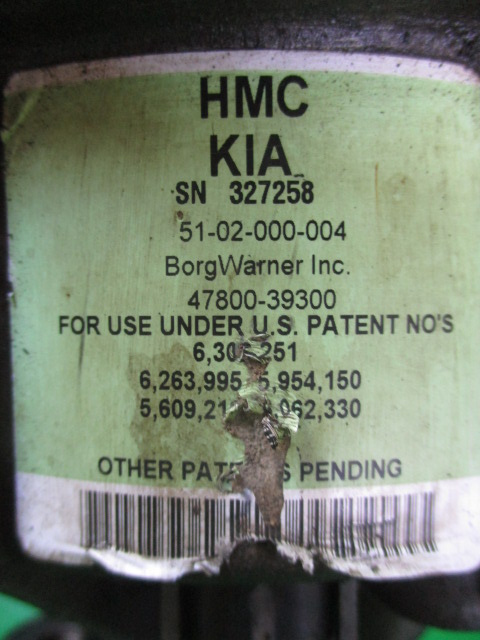 HMC
KIA
SN 327258
51-02-000-004
BorgWarner Inc.
47800-39300
FOR USE UNDER U.S. PATENT NO'S
6,263,995 5,954,150
OTHER PENDING